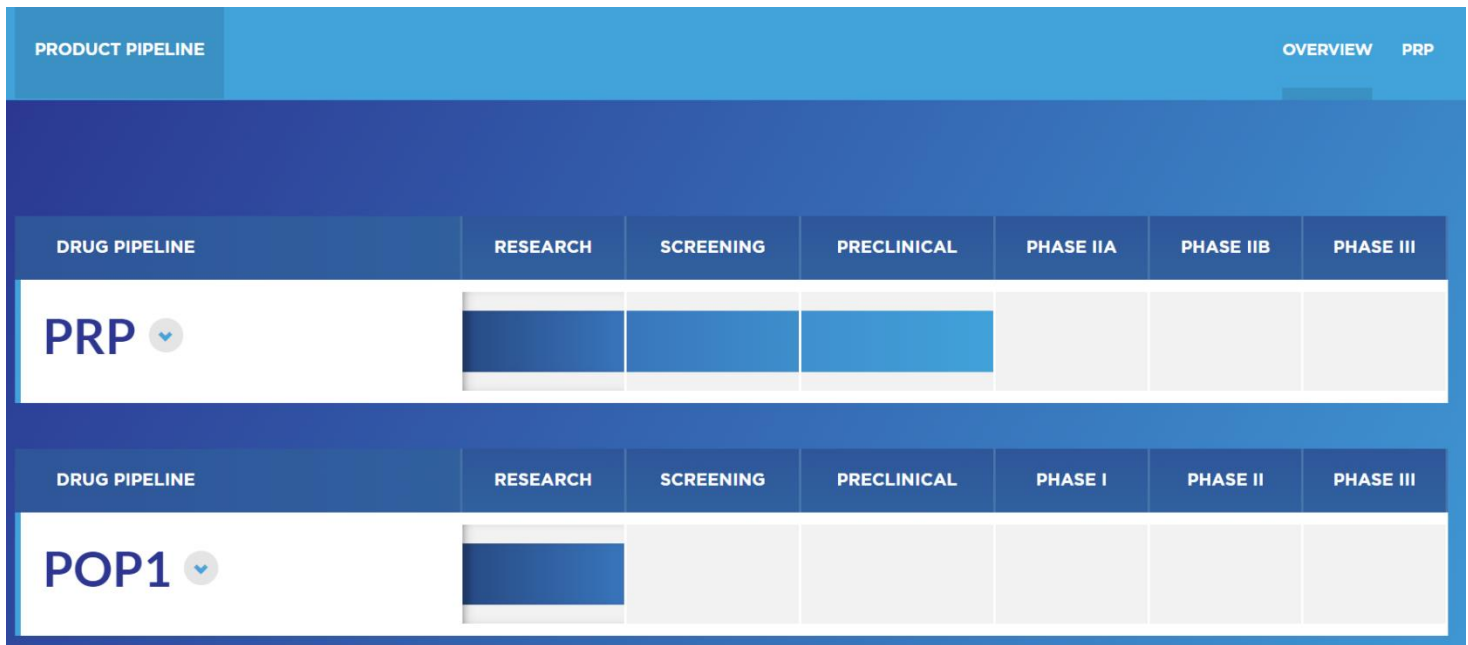 PRODUCT PIPELINE OVERVIEW PRP
DRUG PIPELINE RESEARCH SCREENING PRECLINICAL PHASE IIA PHASE IIB PHASE III
PRP
DRUG PIPELINE RESEARCH SCREENING PRECLINICAL PHASE I PHASE II PHASE III
POP1